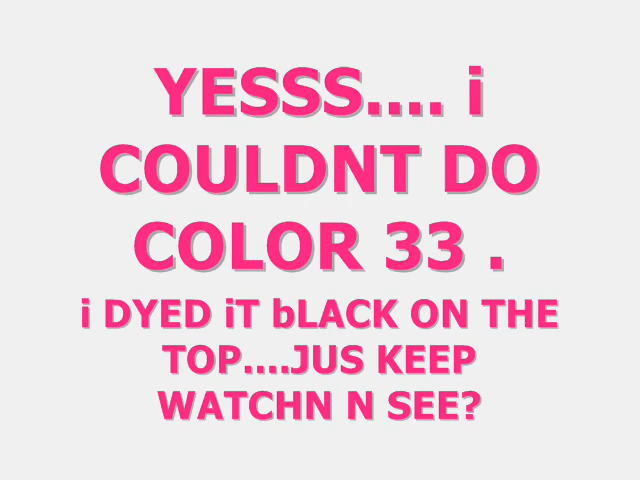 YESSS.... i
COULDNT DO
COLOR 33 .
i DYED iT bLACK ON THE
TOP....JUS KEEP
WATCHN N SEE?